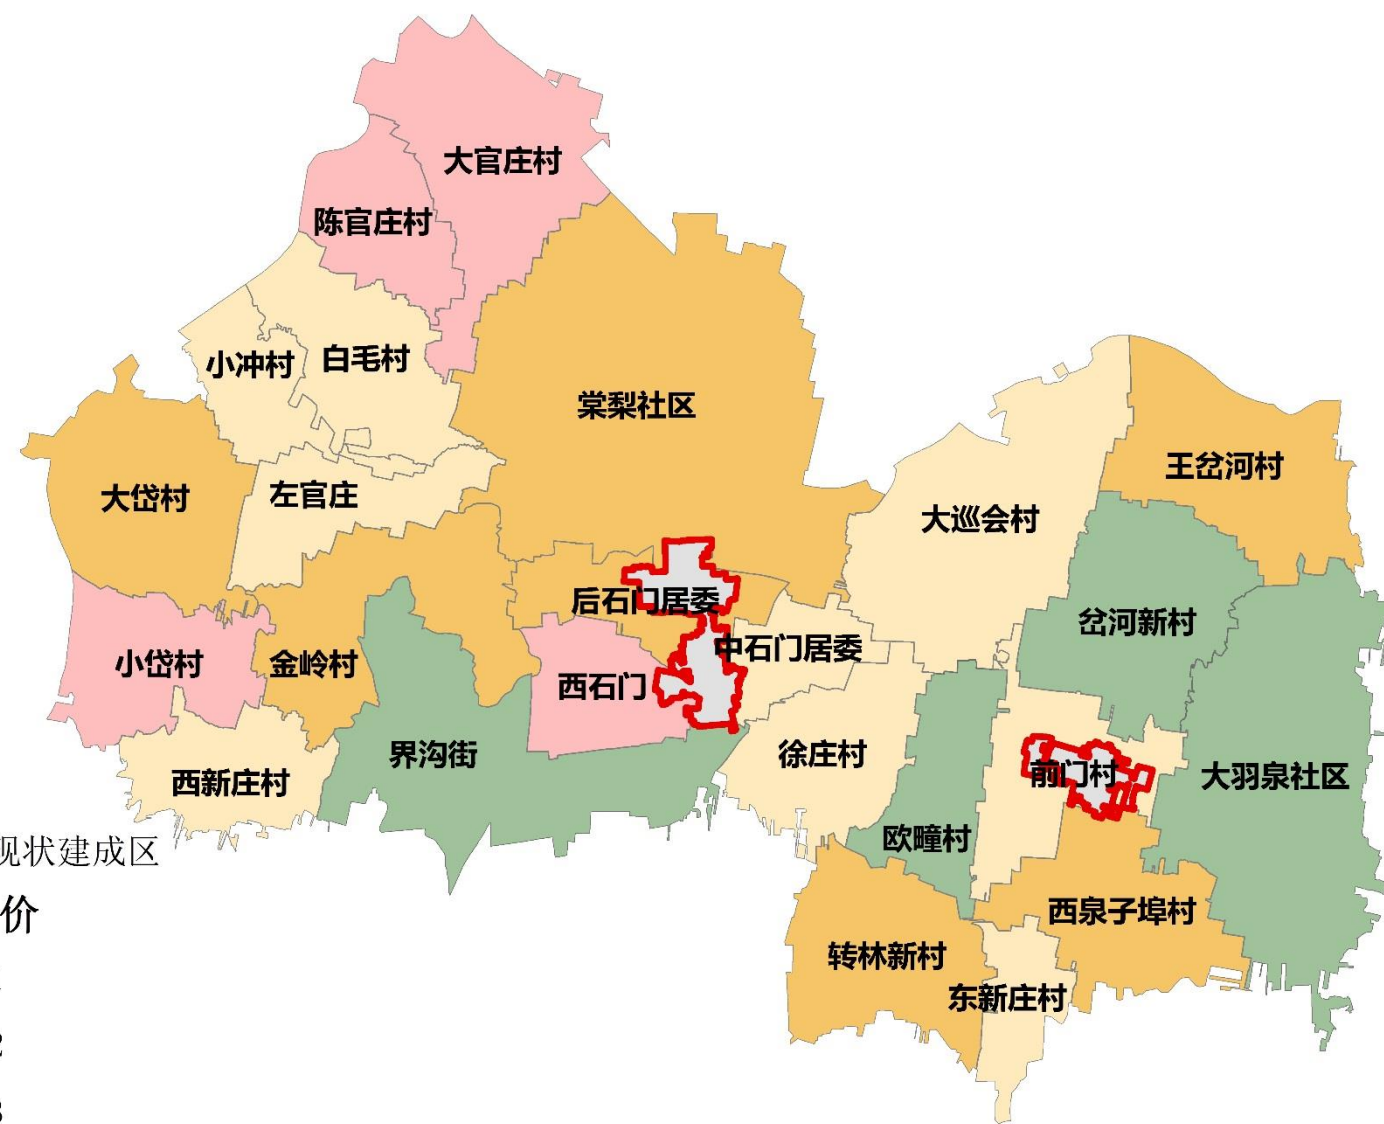 大官庄村
陈官庄村
小冲村
白毛村
棠梨社区
王岔河村
大岱村
左官庄
大巡会村
后石门居委
岔河新村
中石门居委
小岱村
金岭村
西石门
界沟街
徐庄村
前门村
大羽泉社区
西新庄村
欧疃村
现状建成区
价
西泉子埠村
转林新村
东新庄村